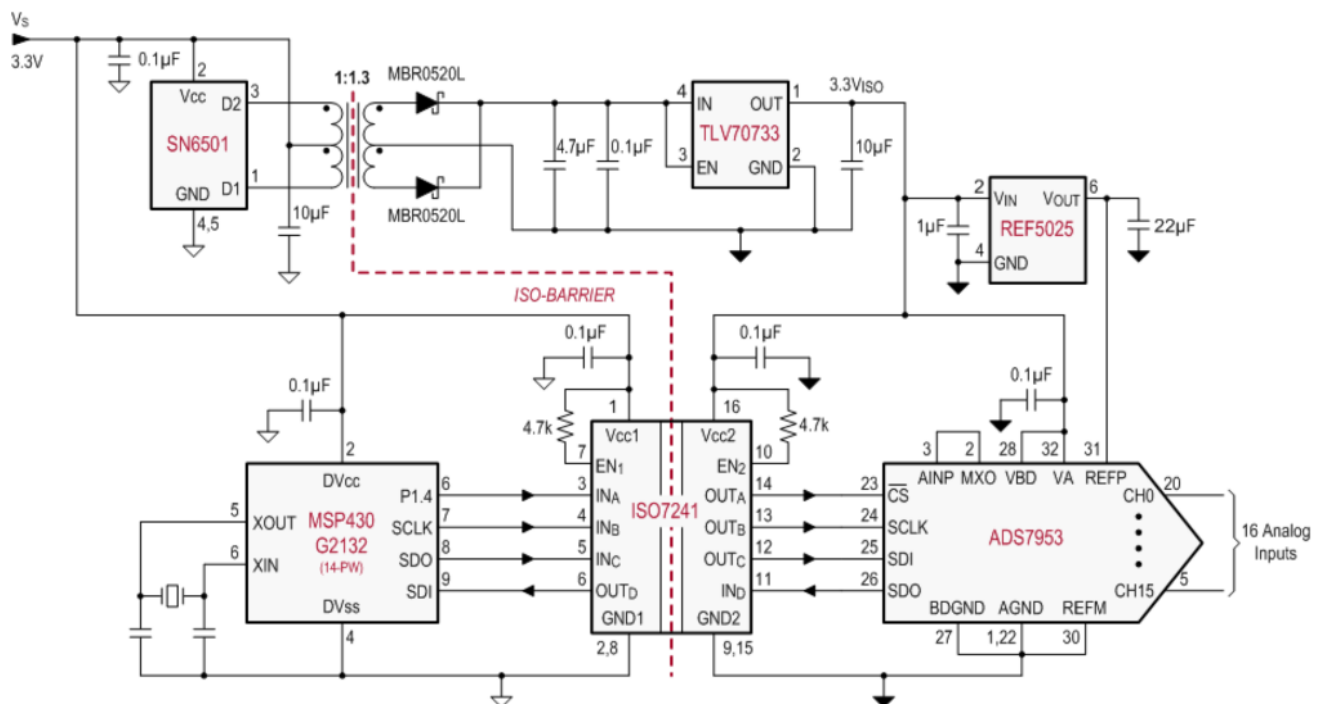 Vs
3.3V
0.1µF
2
Vcc
D2
3
SN6501
D1
1
GND
4,5
10µF
1:1.3
MBR0520L
MBR0520L
4.7µF
0.1µF
4
IN
OUT
1
TLV70733
3
EN
GND
2
3.3VISO
10µF
2
VIN
VOUT
6
REF5025
1µF
4
GND
22µF
ISO-BARRIER
0.1µF
0.1µF
0.1µF
0.1µF
4.7k
4.7k
1
16
Vcc1
Vcc2
7
EN1
EN2
10
3
INA
OUTA
14
4
INB
OUTB
13
5
INC
OUTC
12
6
OUTD
IND
11
ISO7241
GND1
GND2
2,8
9,15
2
DVcc
5
XOUT
6
XIN
MSP430
G2132
(14-PW)
P1.4
6
SCLK
7
SDO
8
SDI
9
DVss
4
3
2
28
32
31
AINP
MXO
VBD
VA
REFP
23
CS
24
SCLK
25
SDI
26
SDO
ADS7953
CH0
20
CH15
5
16 Analog
Inputs
BDGND
AGND
REFM
27
1,22
30